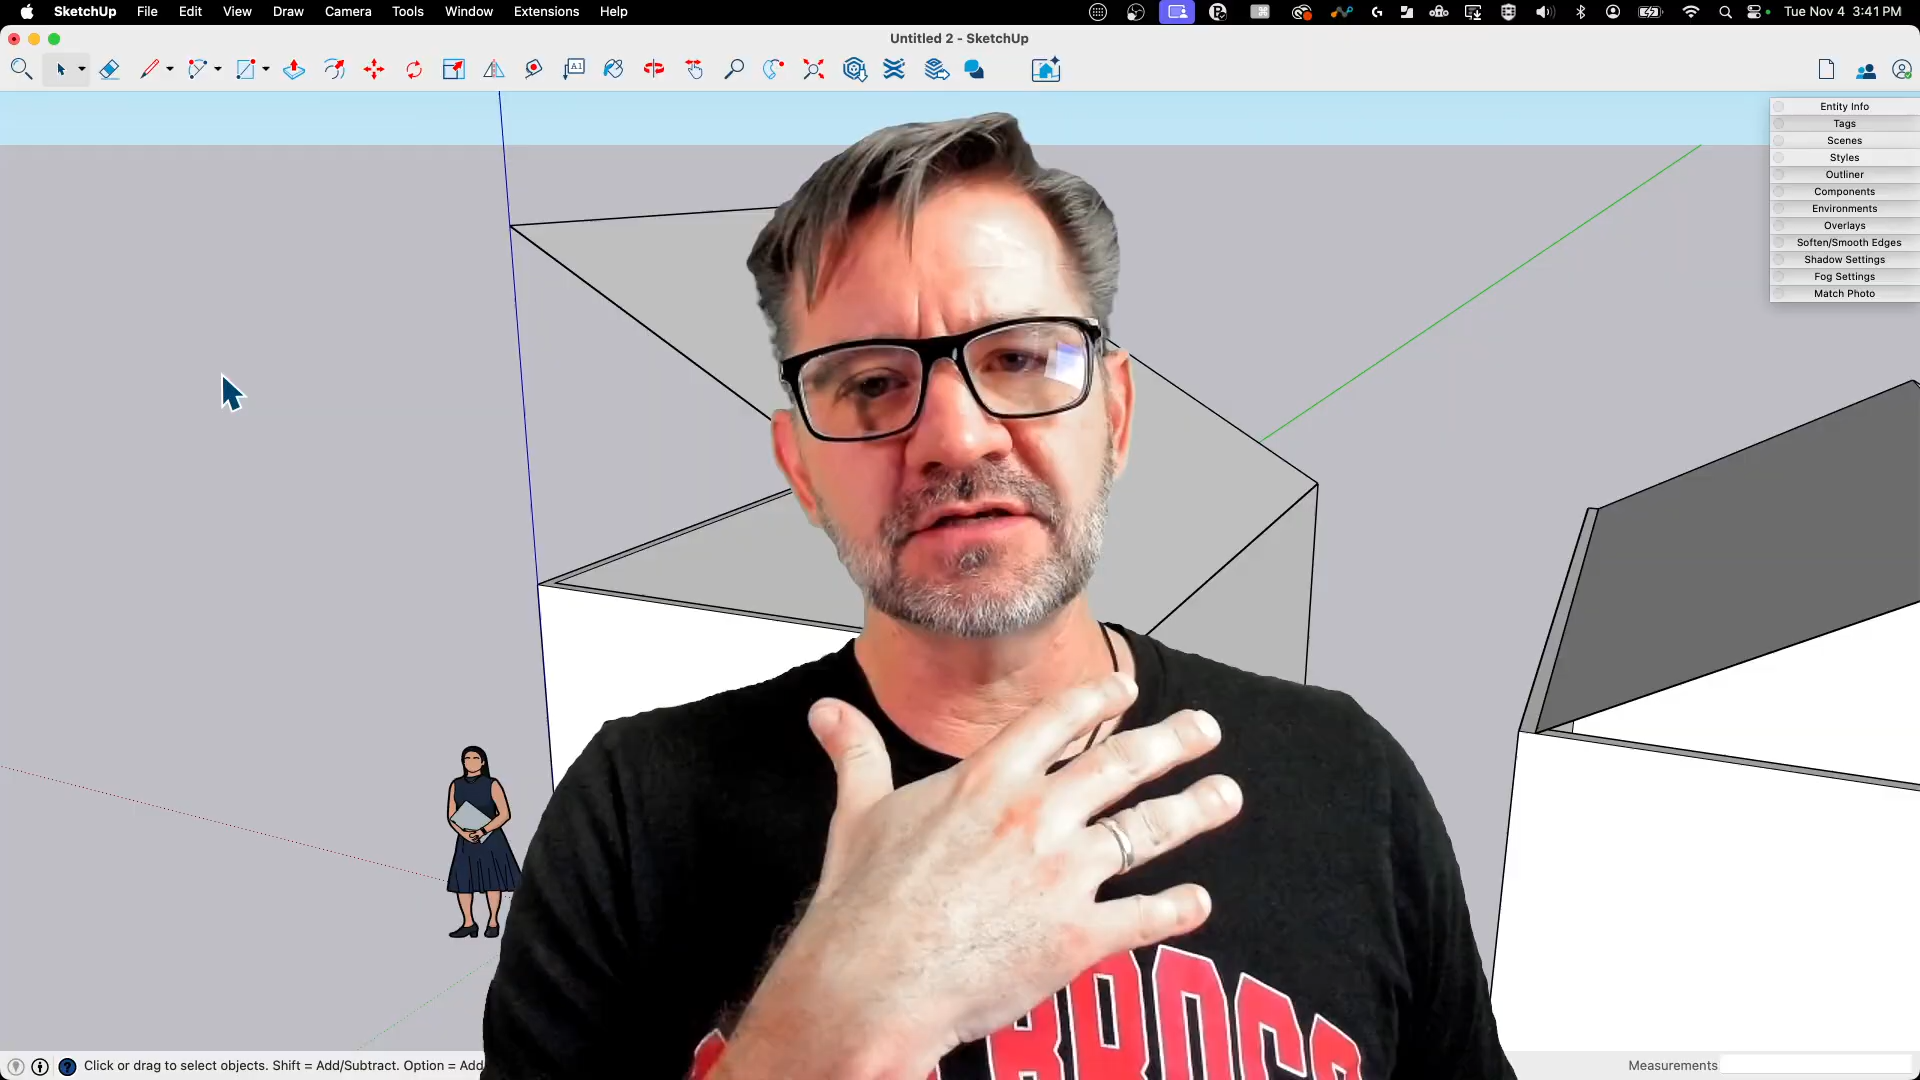 SketchUp File Edit View Draw Camera Tools Window Extensions Help
Tue Nov 4 3:41 PM
Untitled 2 - SketchUp
A1
Entity Info
Tags
Scenes
Styles
Outliner
Components
Environments
Overlays
Soften/Smooth Edges
Shadow Settings
Fog Settings
Match Photo
Click or drag to select objects. Shift = Add/Subtract. Option = Add
Measurements